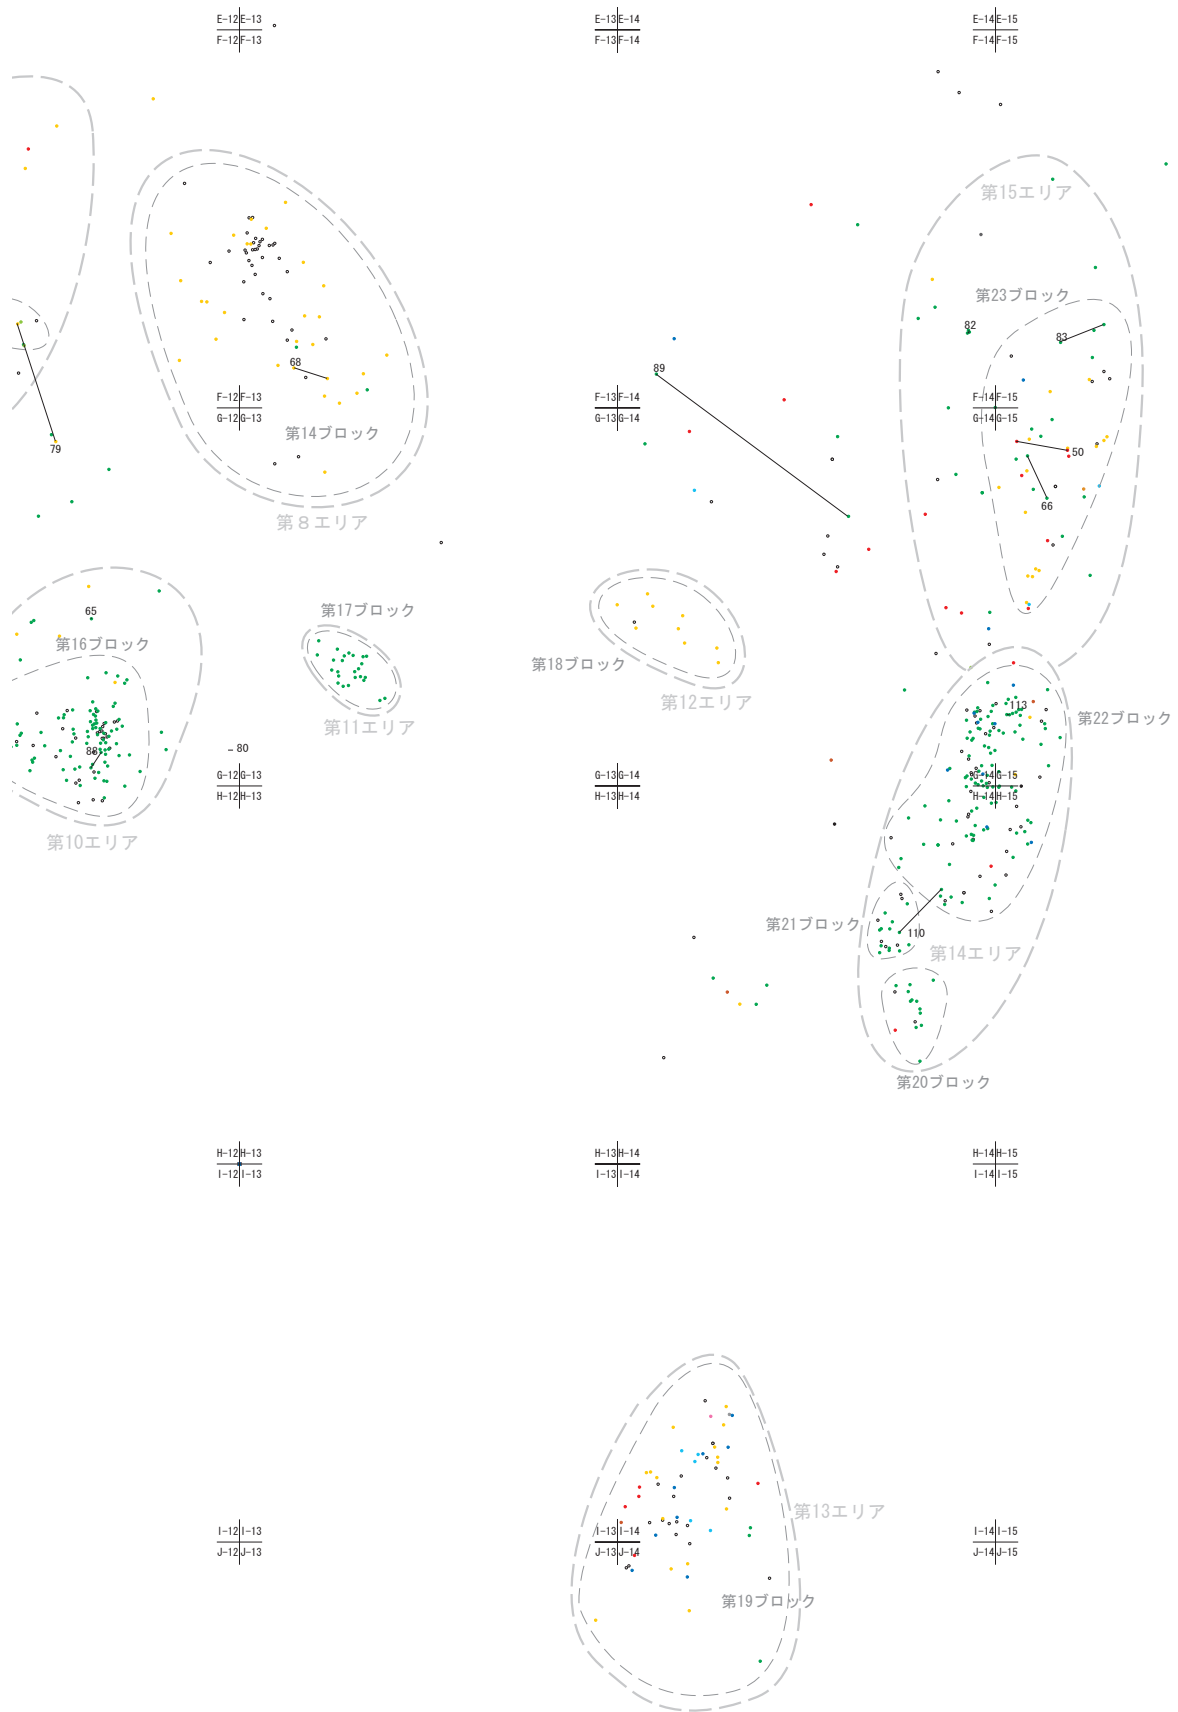 E-12 E-13
F-12 F-13
E-13 E-14
F-13 F-14
E-14 E-15
F-14 F-15
第15エリア
第23ブロック
82
83
68
89
F-12 F-13
G-12 G-13
F-13 F-14
G-13 G-14
F-14 F-15
G-14 G-15
第14ブロック
79
50
66
第８エリア
65
第17ブロック
第16ブロック
第18ブロック
第12エリア
第11エリア
113
第22ブロック
88
80
G-12 G-13
H-12 H-13
G-13 G-14
H-13 H-14
G-14 G-15
H-14 H-15
第10エリア
第21ブロック
110
第14エリア
第20ブロック
H-12 H-13
I-12 I-13
H-13 H-14
I-13 I-14
H-14 H-15
I-14 I-15
第13エリア
I-12 I-13
J-12 J-13
I-13 I-14
J-13 J-14
I-14 I-15
J-14 J-15
第19ブロック